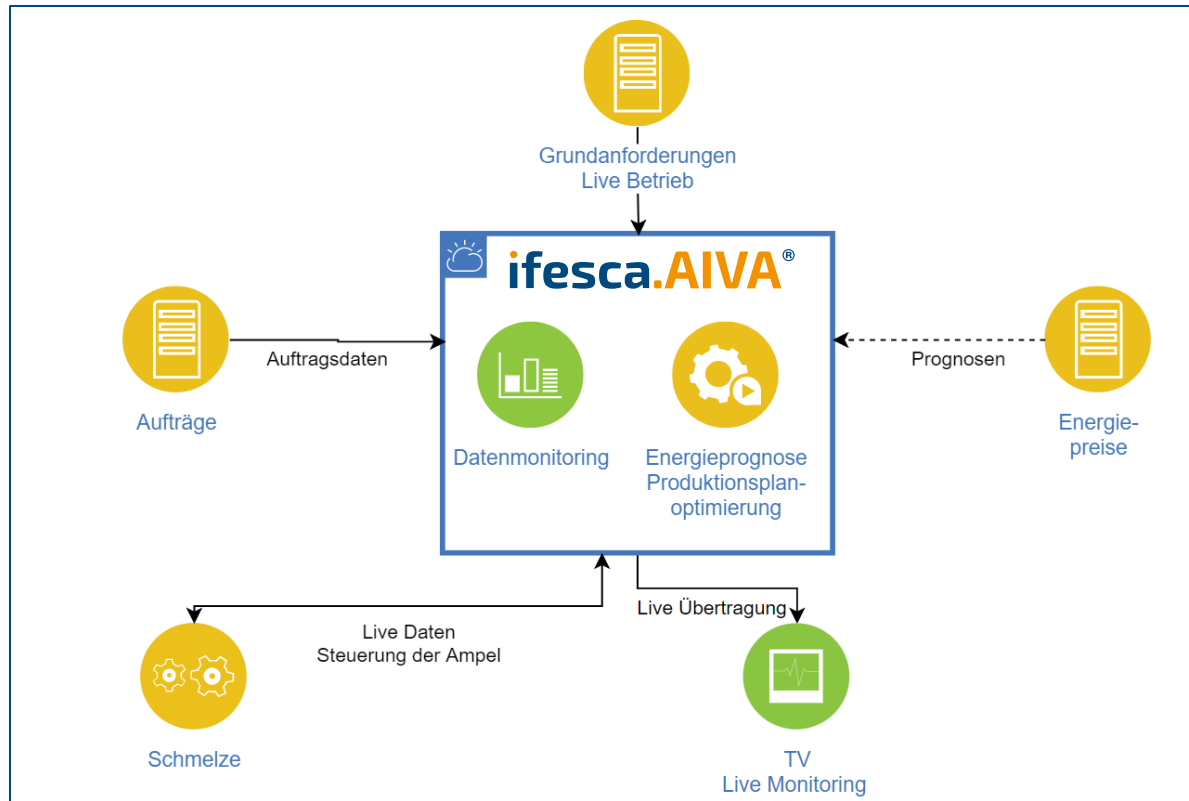 Grundanforderungen
Live Betrieb
ifesca.AIVA®
Auftragsdaten
Prognosen
Aufträge
Energie-
preise
Datenmonitoring
Energieprognose
Produktionsplan-
optimierung
Live Übertragung
Live Daten
Steuerung der Ampel
Schmelze
TV
Live Monitoring